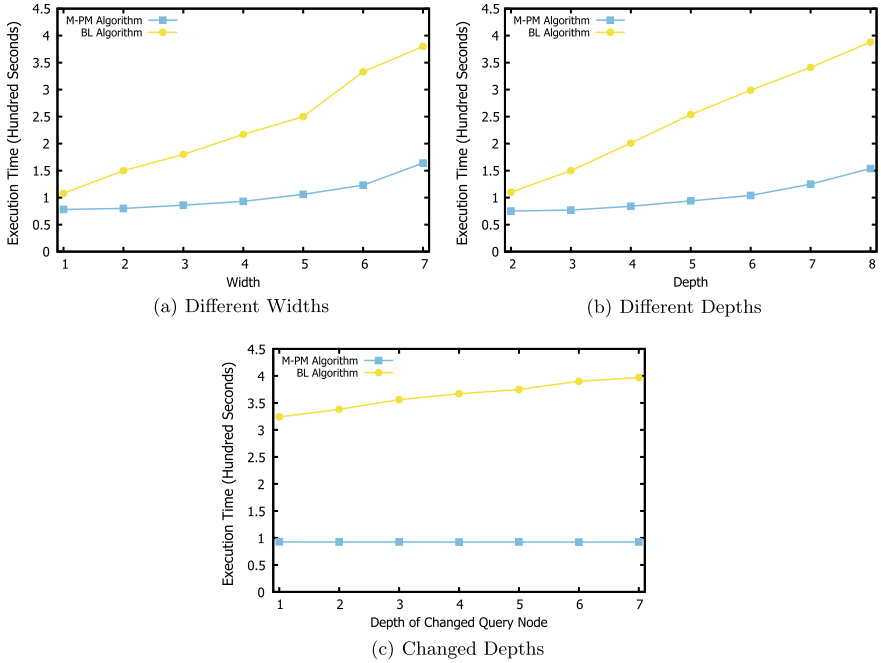 4.5
4
3.5
3
2.5
2
1.5
1
0.5
0
Execution Time (Hundred Seconds)
M-PM Algorithm
BL Algorithm
1 2 3 4 5 6 7
Width
(a) Different Widths
4.5
4
3.5
3
2.5
2
1.5
1
0.5
0
Execution Time (Hundred Seconds)
M-PM Algorithm
BL Algorithm
2 3 4 5 6 7 8
Depth
(b) Different Depths
4.5
4
3.5
3
2.5
2
1.5
1
0.5
0
Execution Time (Hundred Seconds)
M-PM Algorithm
BL Algorithm
1 2 3 4 5 6 7
Depth of Changed Query Node
(c) Changed Depths